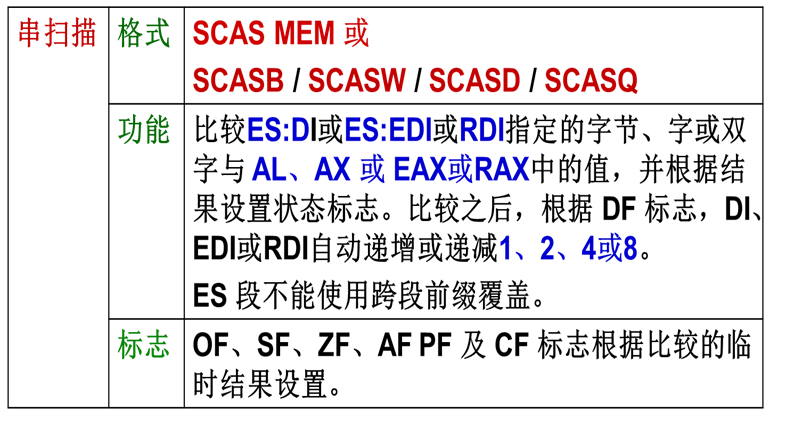 串扫描
格式
SCAS MEM 或
SCASB / SCASW / SCASD / SCASQ
功能
比较ES:DI或ES:EDI或RDI指定的字节、字或双
字与 AL、AX 或 EAX或RAX中的值，并根据结
果设置状态标志。比较之后，根据 DF 标志，DI、
EDI或RDI自动递增或递减1、2、4或8。
ES 段不能使用跨段前缀覆盖。
标志
OF、SF、ZF、AF PF 及 CF 标志根据比较的临
时结果设置。